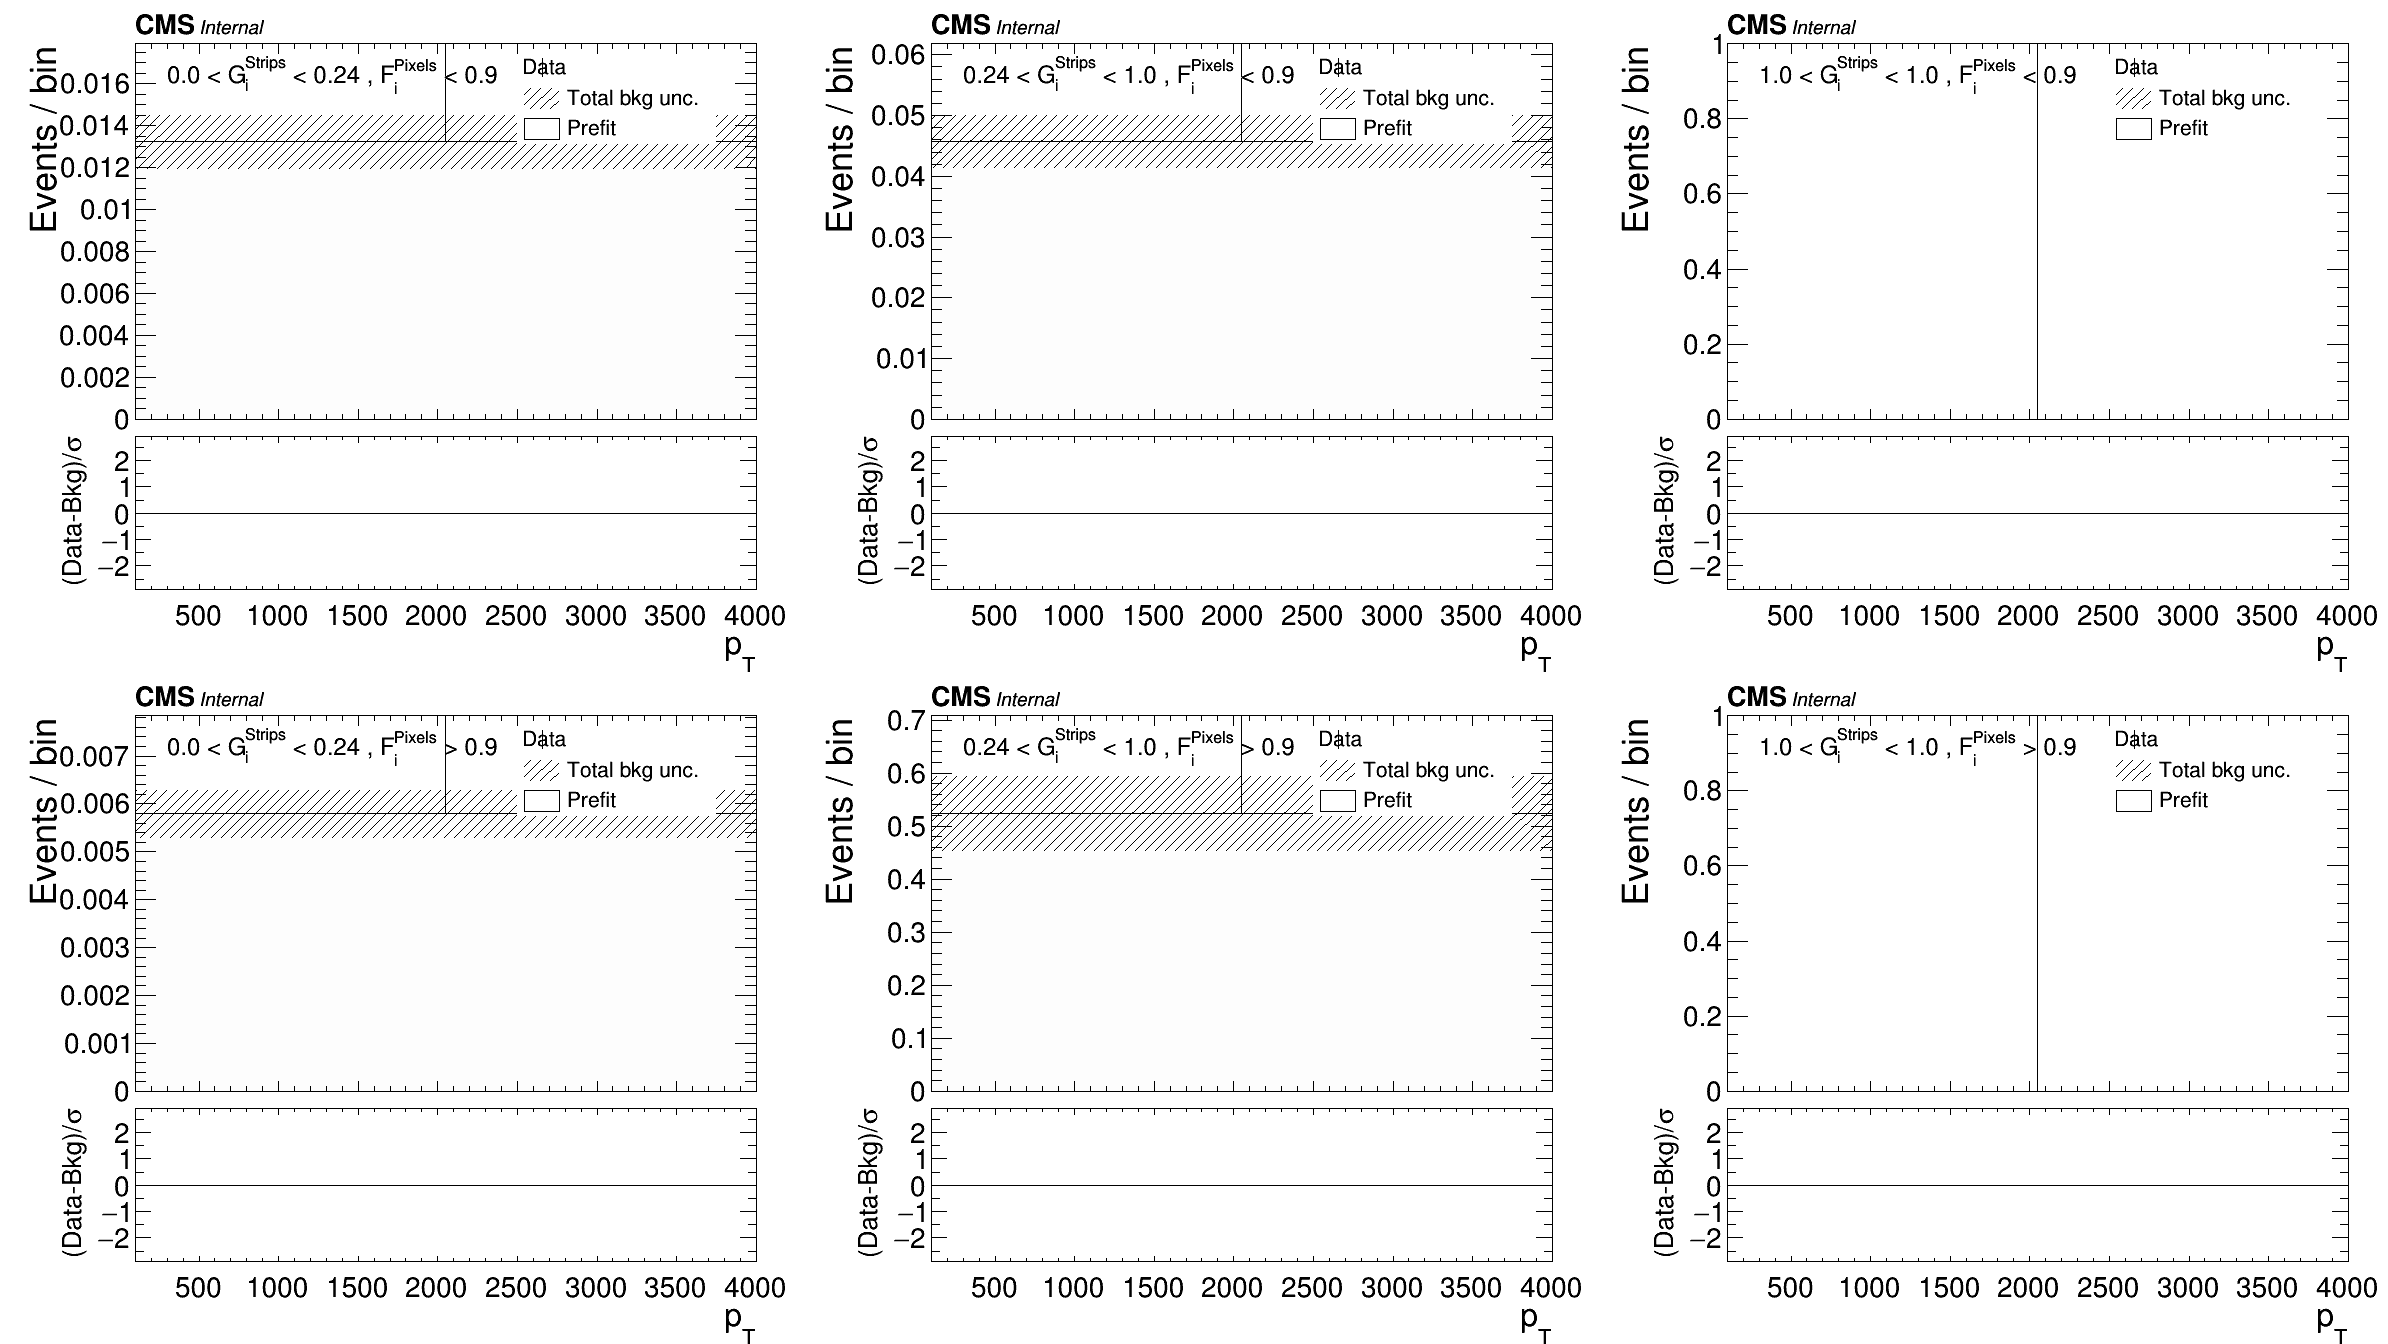 CMS Internal
Events / bin
0.0 < G_i^Strips < 0.24 , F_i^Pixels < 0.9
Data
Total bkg unc.
Prefit
0.016
0.014
0.012
0.01
0.008
0.006
0.004
0.002
0
(Data-Bkg)/σ
2
1
0
−1
−2
500 1000 1500 2000 2500 3000 3500 4000
p_T
CMS Internal
Events / bin
0.24 < G_i^Strips < 1.0 , F_i^Pixels < 0.9
Data
Total bkg unc.
Prefit
0.06
0.05
0.04
0.03
0.02
0.01
0
(Data-Bkg)/σ
2
1
0
−1
−2
500 1000 1500 2000 2500 3000 3500 4000
p_T
CMS Internal
Events / bin
1.0 < G_i^Strips < 1.0 , F_i^Pixels < 0.9
Data
Total bkg unc.
Prefit
1
0.8
0.6
0.4
0.2
0
(Data-Bkg)/σ
2
1
0
−1
−2
500 1000 1500 2000 2500 3000 3500 4000
p_T
CMS Internal
Events / bin
0.0 < G_i^Strips < 0.24 , F_i^Pixels > 0.9
Data
Total bkg unc.
Prefit
0.007
0.006
0.005
0.004
0.003
0.002
0.001
0
(Data-Bkg)/σ
2
1
0
−1
−2
500 1000 1500 2000 2500 3000 3500 4000
p_T
CMS Internal
Events / bin
0.24 < G_i^Strips < 1.0 , F_i^Pixels > 0.9
Data
Total bkg unc.
Prefit
0.7
0.6
0.5
0.4
0.3
0.2
0.1
0
(Data-Bkg)/σ
2
1
0
−1
−2
500 1000 1500 2000 2500 3000 3500 4000
p_T
CMS Internal
Events / bin
1.0 < G_i^Strips < 1.0 , F_i^Pixels > 0.9
Data
Total bkg unc.
Prefit
1
0.8
0.6
0.4
0.2
0
(Data-Bkg)/σ
2
1
0
−1
−2
500 1000 1500 2000 2500 3000 3500 4000
p_T